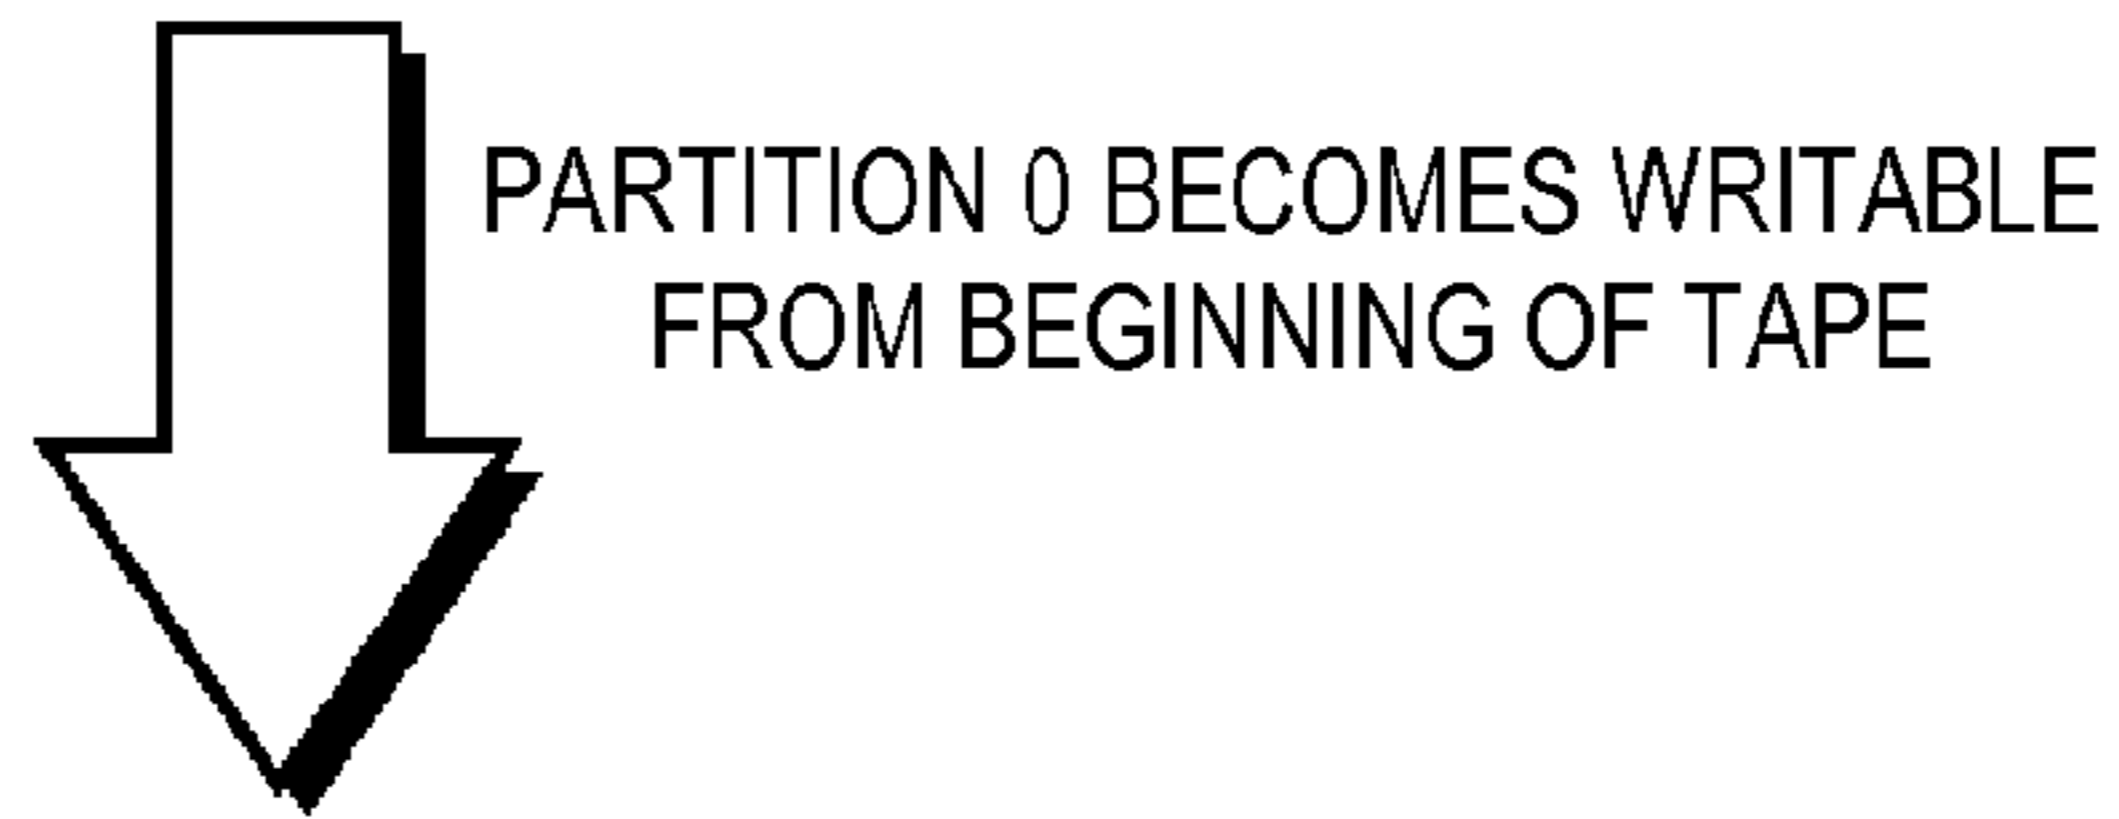 PARTITION 0 BECOMES WRITABLE
FROM BEGINNING OF TAPE